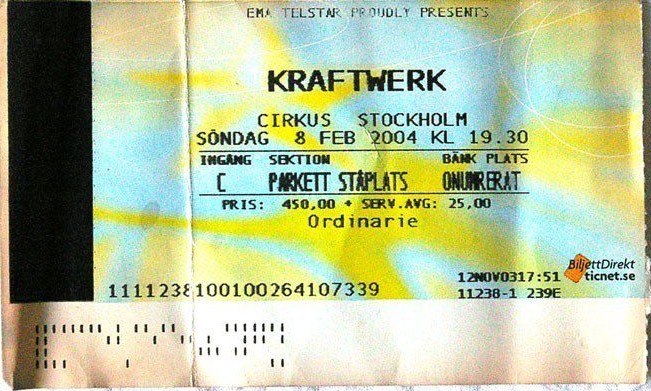 EMA TELSTAR PROUDLY PRESENTS
KRAFTWERK
CIRKUS STOCKHOLM
SÖNDAG 8 FEB 2004 KL 19.30
INGÅNG SEKTION BÄNK PLATS
C PARKETT STÅPLATS ONUMRERAT
PRIS: 450,00 + SERV.AVG: 25,00
Ordinarie
BiljettDirekt
ticnet.se
12NOV0317:51
1111238100100264107339
11238-1 239E